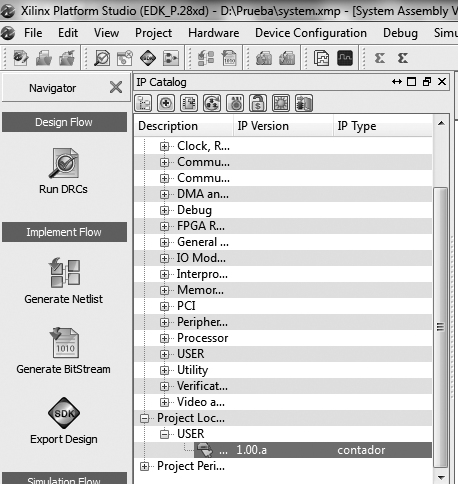 Xilinx Platform Studio (EDK_P.28xd) - D:\Prueba\system.xmp - [System Assembly V
File Edit View Project Hardware Device Configuration Debug Simu
Navigator
IP Catalog
Design Flow
Run DRCs
Implement Flow
Generate Netlist
1010
Generate BitStream
SDK
Export Design
Simulation Flow
Description IP Version IP Type
Clock, R...
Commu...
Commu...
DMA an...
Debug
FPGA R...
General ...
IO Mod...
Interpro...
Memor...
PCI
Peripher...
Processor
USER
Utility
Verificat...
Video a...
Project Loc...
USER
... 1.00.a contador
Project Peri...